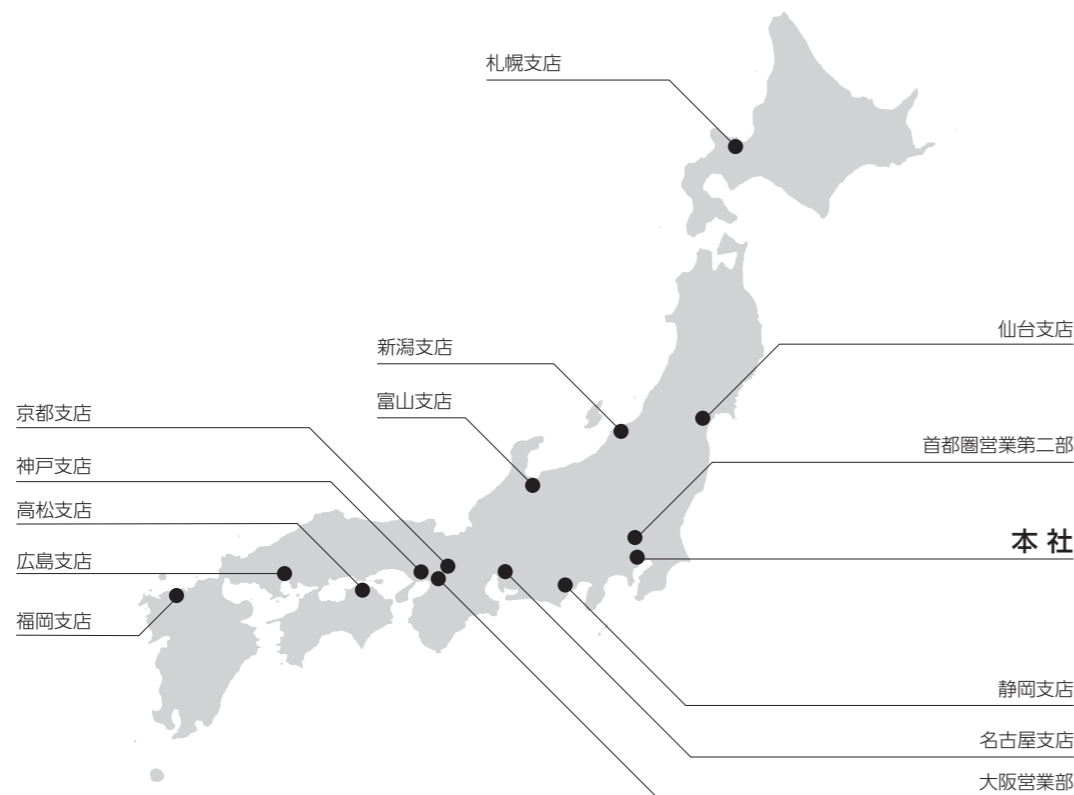 札幌支店
仙台支店
新潟支店
富山支店
京都支店
首都圏営業第二部
神戸支店
高松支店
本 社
広島支店
福岡支店
静岡支店
名古屋支店
大阪営業部